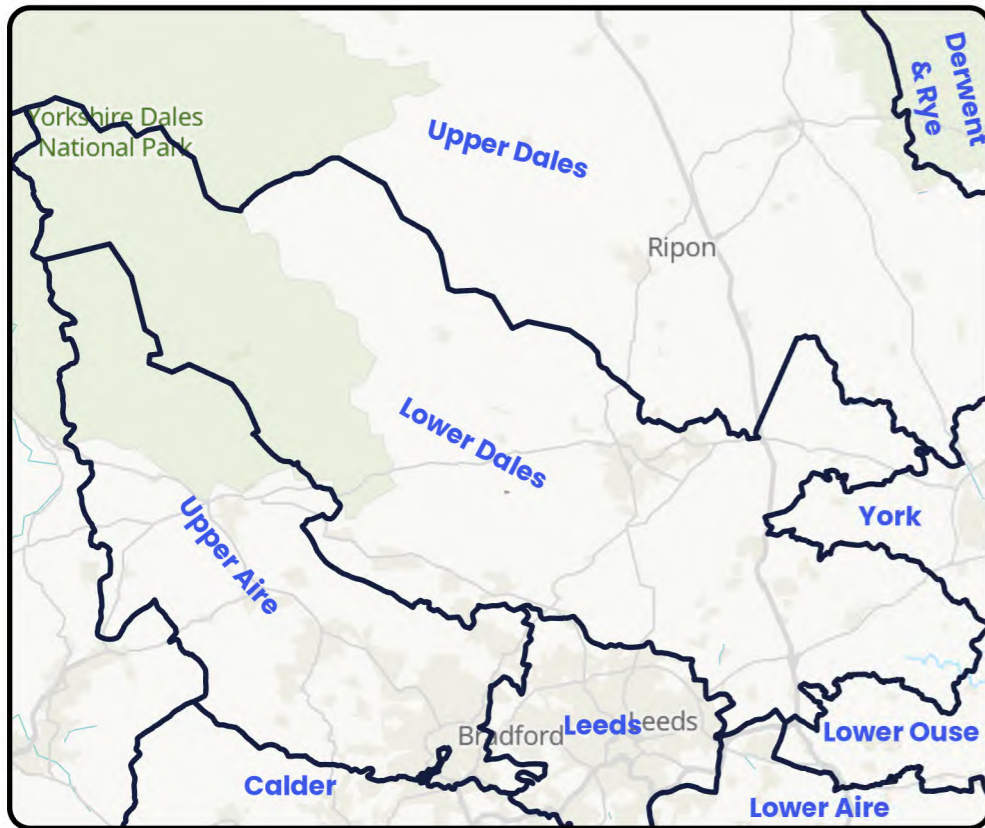 Derwent
& Rye
Yorkshire Dales
National Park
Upper Dales
Ripon
Lower Dales
Upper Aire
York
Bradford
Leeds
Leeds
Lower Ouse
Calder
Lower Aire